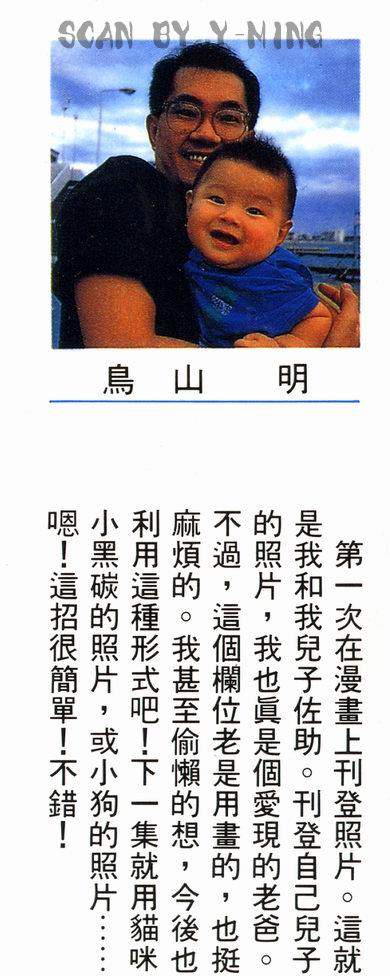 SCAN BY Y-NING
鳥山　明
第一次在漫畫上刊登照片。這就
是我和我兒子佐助。刊登自己兒子
的照片，我也眞是個愛現的老爸。
不過，這個欄位老是用畫的，也挺
麻煩的。我甚至偷懶的想，今後也
利用這種形式吧！下一集就用貓咪
小黑碳的照片，或小狗的照片……
嗯！這招很簡單！不錯！